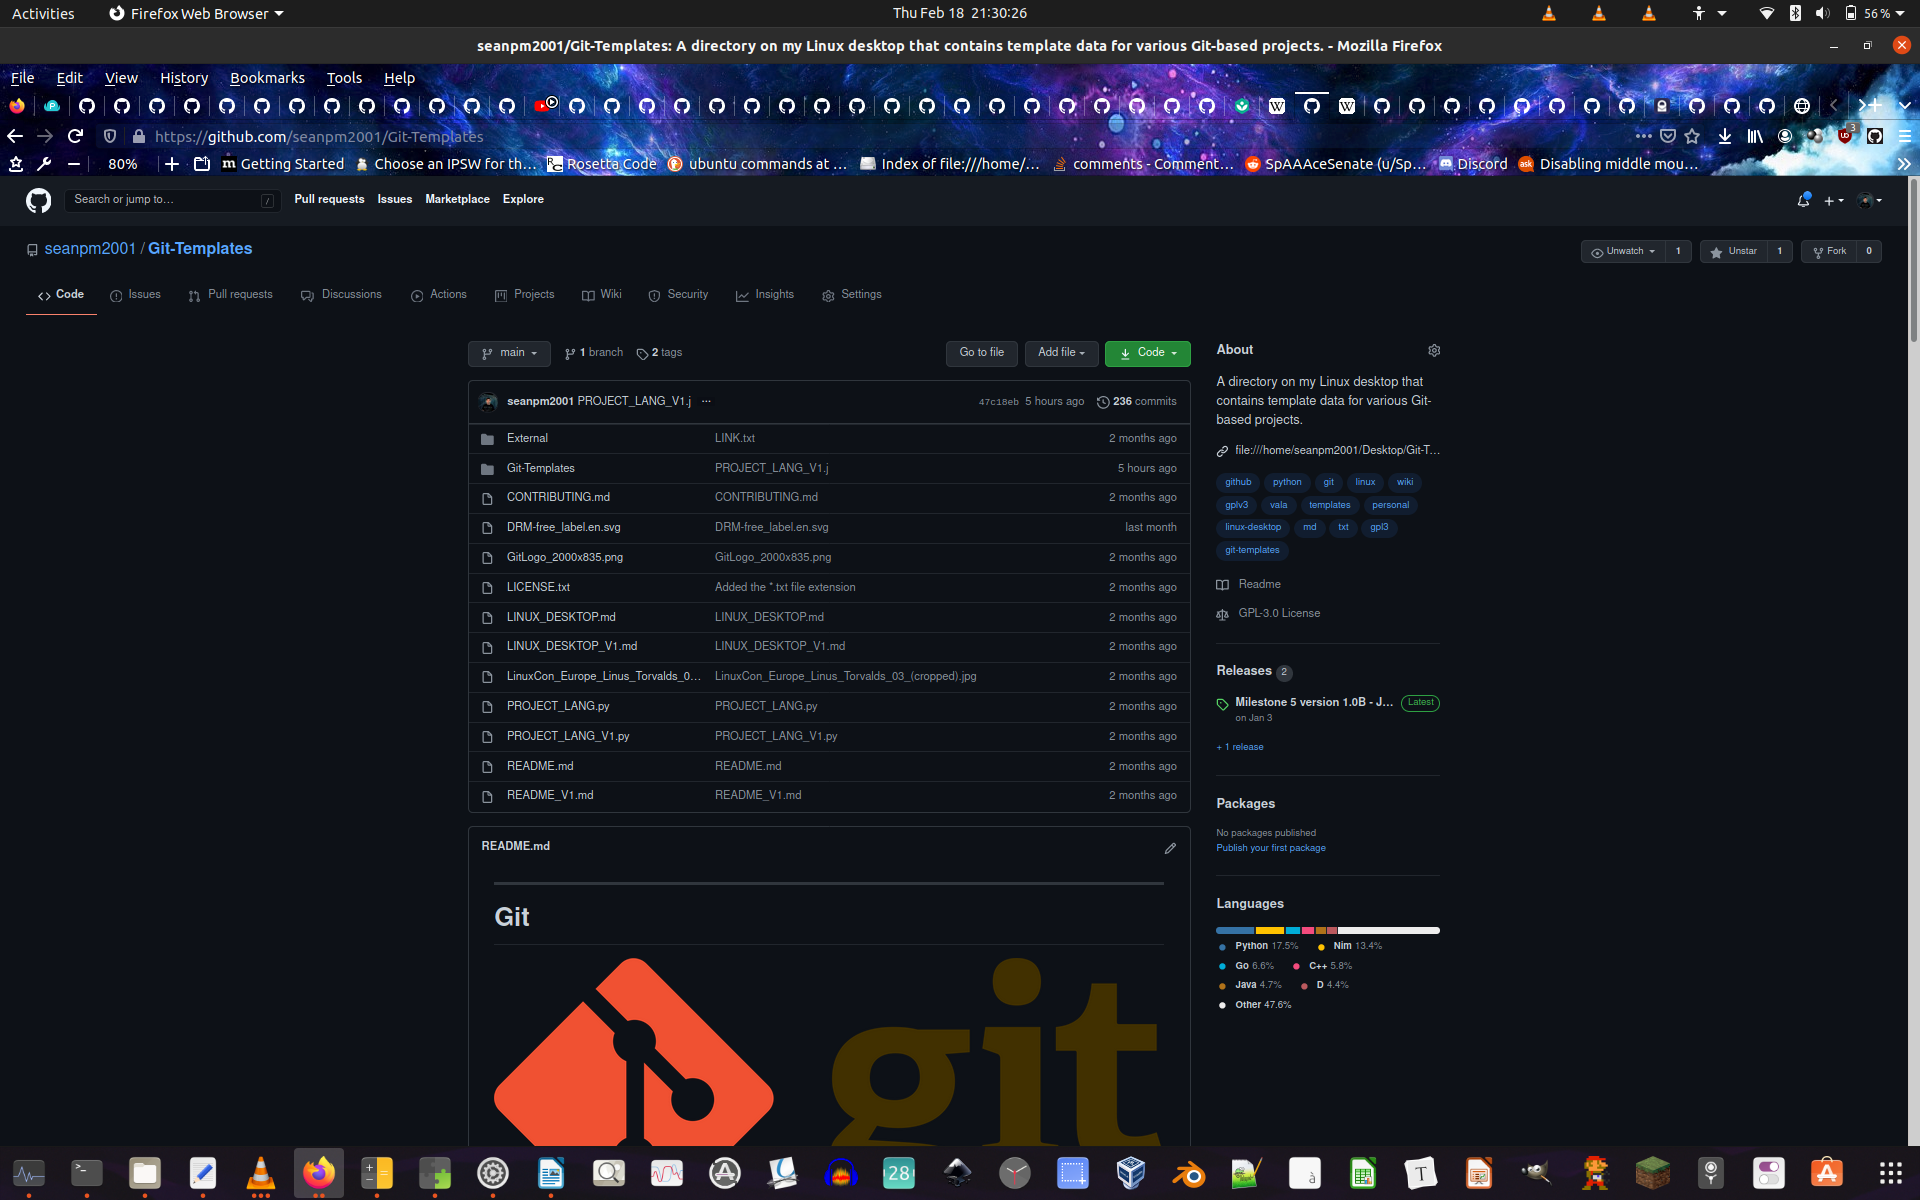 Activities Firefox Web Browser Thu Feb 18 21:30:26 56 %
seanpm2001/Git-Templates: A directory on my Linux desktop that contains template data for various Git-based projects. - Mozilla Firefox
File Edit View History Bookmarks Tools Help
https://github.com/seanpm2001/Git-Templates 3
80% Getting Started Choose an IPSW for th… Rosetta Code ubuntu commands at … Index of file:///home/… comments - Comment… SpAAAceSenate (u/Sp… Discord Disabling middle mou…
Search or jump to… / Pull requests Issues Marketplace Explore
seanpm2001 / Git-Templates Unwatch 1 Unstar 1 Fork 0
Code Issues Pull requests Discussions Actions Projects Wiki Security Insights Settings
main 1 branch 2 tags Go to file Add file Code
seanpm2001 PROJECT_LANG_V1.j ... 47c18eb 5 hours ago 236 commits
External LINK.txt 2 months ago
Git-Templates PROJECT_LANG_V1.j 5 hours ago
CONTRIBUTING.md CONTRIBUTING.md 2 months ago
DRM-free_label.en.svg DRM-free_label.en.svg last month
GitLogo_2000x835.png GitLogo_2000x835.png 2 months ago
LICENSE.txt Added the *.txt file extension 2 months ago
LINUX_DESKTOP.md LINUX_DESKTOP.md 2 months ago
LINUX_DESKTOP_V1.md LINUX_DESKTOP_V1.md 2 months ago
LinuxCon_Europe_Linus_Torvalds_0… LinuxCon_Europe_Linus_Torvalds_03_(cropped).jpg 2 months ago
PROJECT_LANG.py PROJECT_LANG.py 2 months ago
PROJECT_LANG_V1.py PROJECT_LANG_V1.py 2 months ago
README.md README.md 2 months ago
README_V1.md README_V1.md 2 months ago
README.md
Git
git
About
A directory on my Linux desktop that
contains template data for various Git-
based projects.
file:///home/seanpm2001/Desktop/Git-T…
github python git linux wiki
gplv3 vala templates personal
linux-desktop md txt gpl3
git-templates
Readme
GPL-3.0 License
Releases 2
Milestone 5 version 1.0B - J… Latest
on Jan 3
+ 1 release
Packages
No packages published
Publish your first package
Languages
Python 17.5% Nim 13.4%
Go 6.6% C++ 5.8%
Java 4.7% D 4.4%
Other 47.6%
28 à T